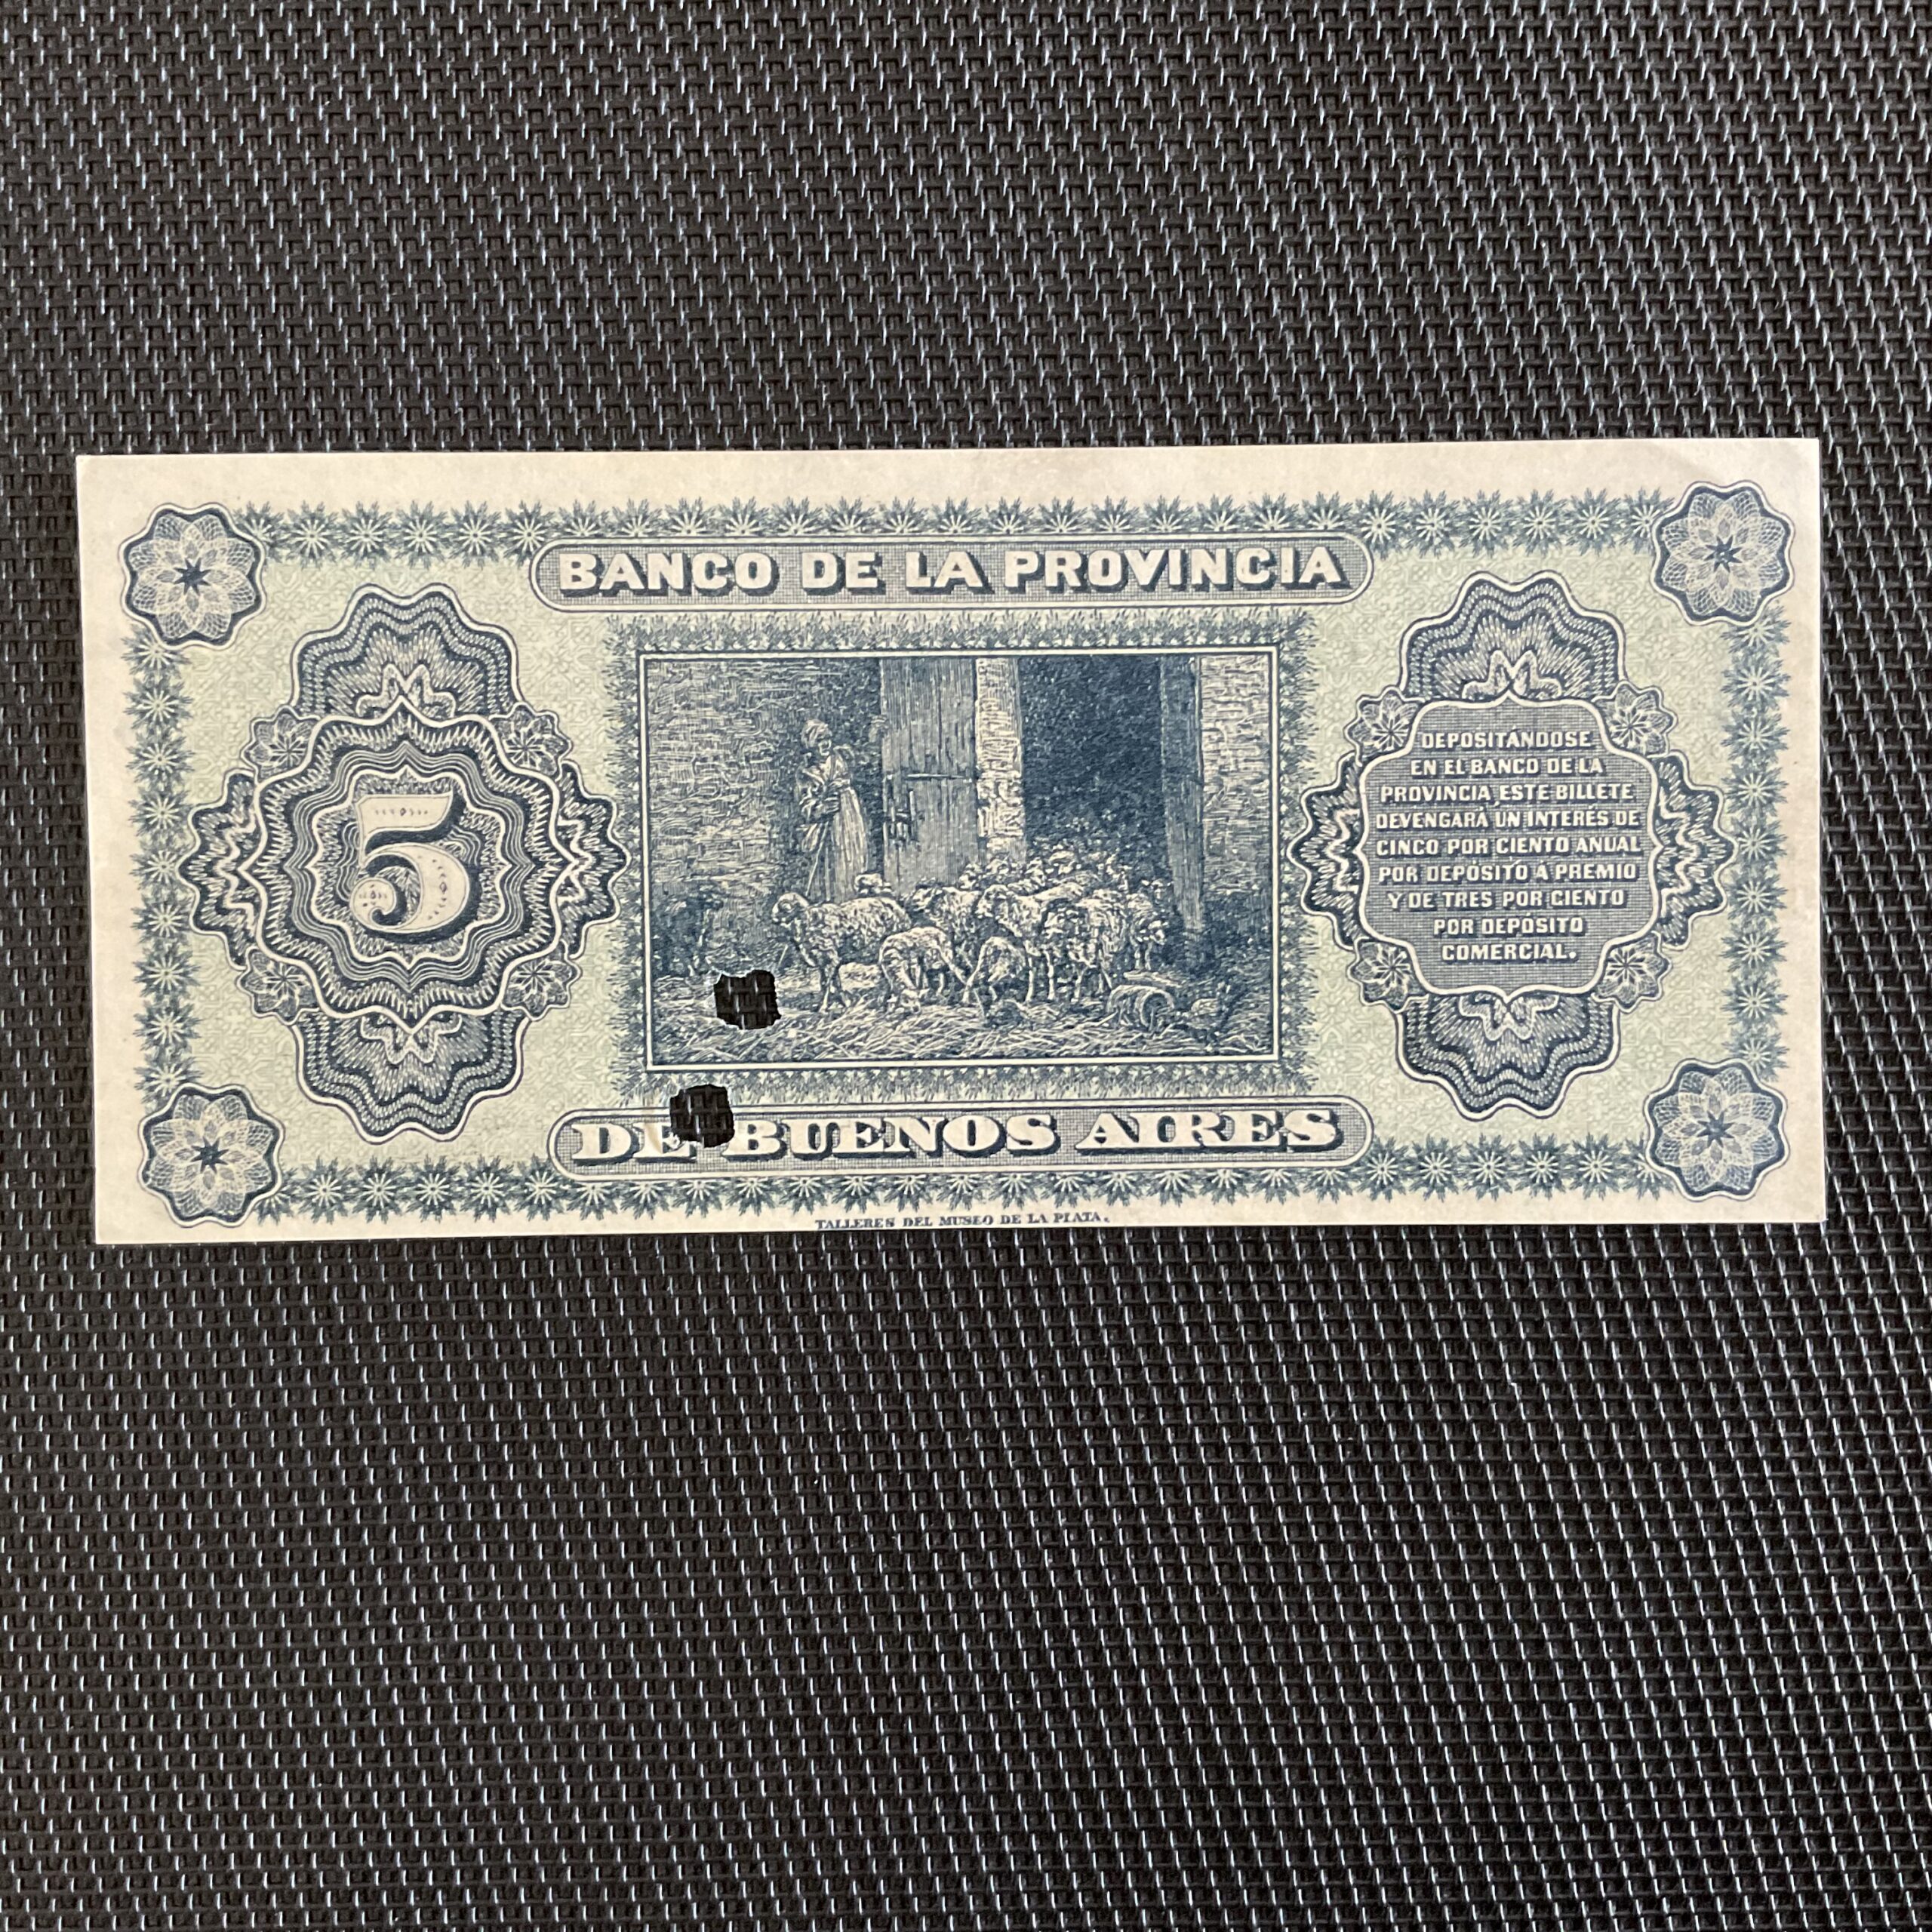 BANCO DE LA PROVINCIA
5
DEPOSITÁNDOSE
EN EL BANCO DE LA
PROVINCIA ESTE BILLETE
DEVENGARÁ UN INTERÉS DE
CINCO POR CIENTO ANUAL
POR DEPÓSITO A PREMIO
Y DE TRES POR CIENTO
POR DEPÓSITO
COMERCIAL.
DE BUENOS AIRES
TALLERES DEL MUSEO DE LA PLATA.